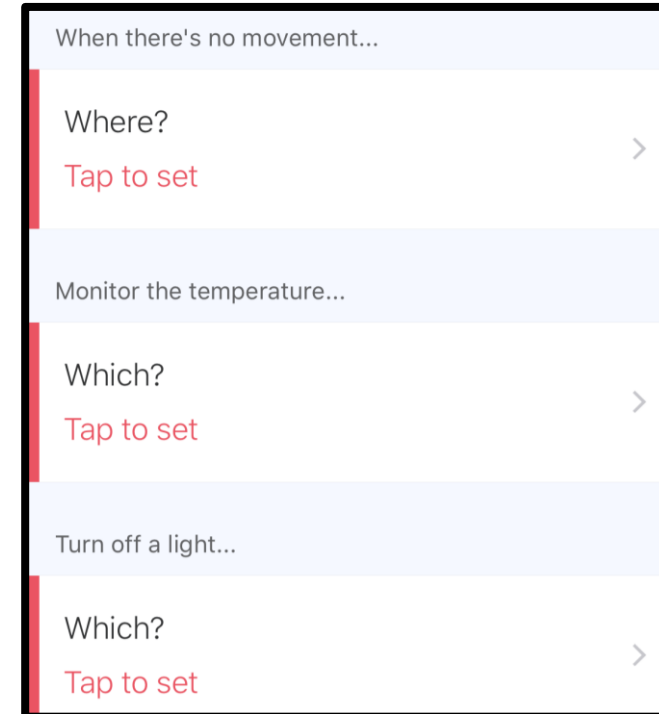 When there's no movement...
Where?
Tap to set
Monitor the temperature...
Which?
Tap to set
Turn off a light...
Which?
Tap to set